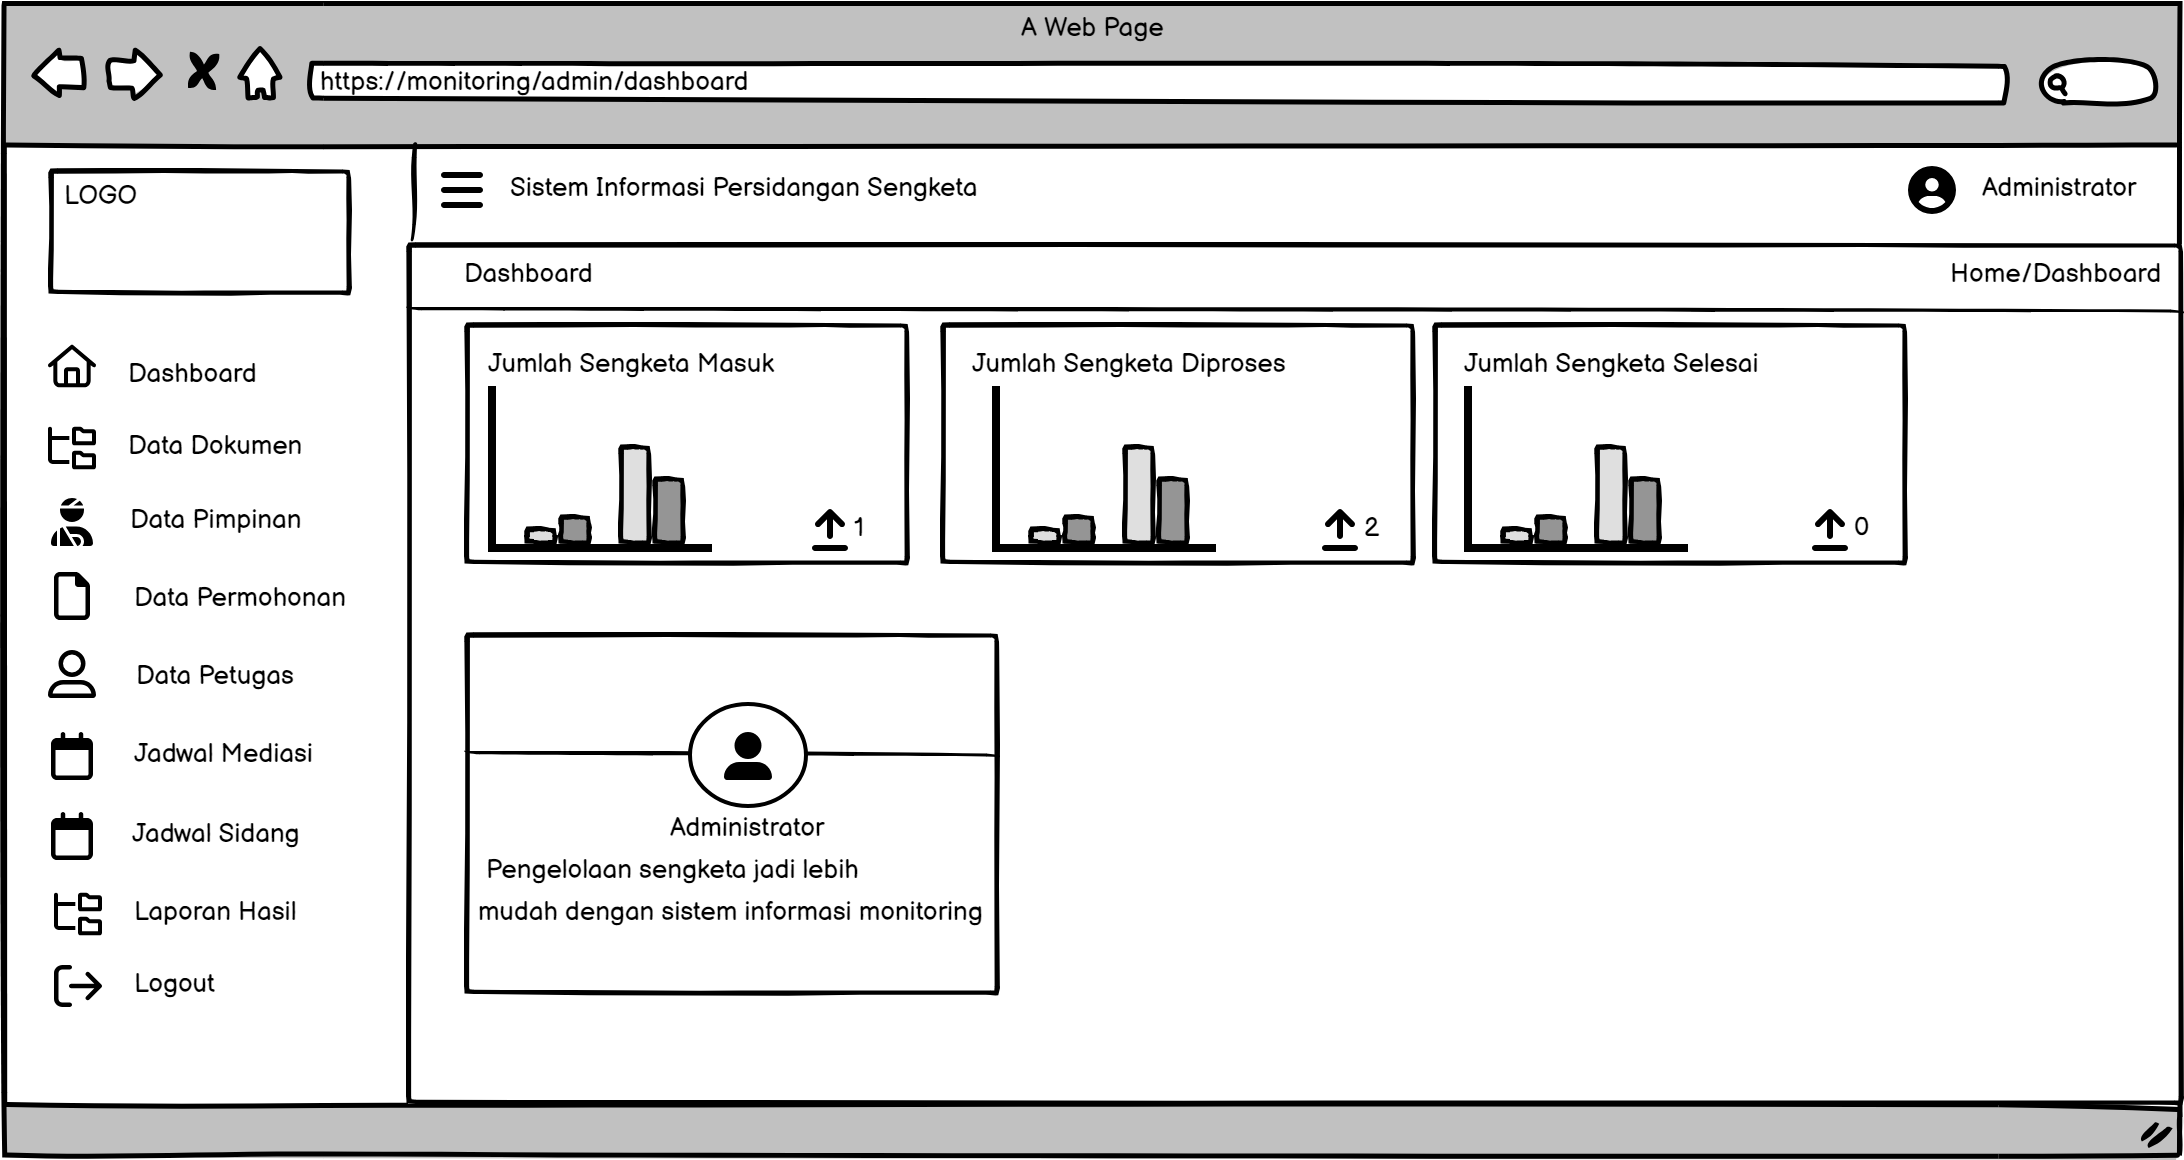 A Web Page
https://monitoring/admin/dashboard
LOGO
Sistem Informasi Persidangan Sengketa
Administrator
Dashboard
Home/Dashboard
Dashboard
Data Dokumen
Data Pimpinan
Data Permohonan
Data Petugas
Jadwal Mediasi
Jadwal Sidang
Laporan Hasil
Logout
Jumlah Sengketa Masuk
1
Jumlah Sengketa Diproses
2
Jumlah Sengketa Selesai
0
Administrator
Pengelolaan sengketa jadi lebih
mudah dengan sistem informasi monitoring